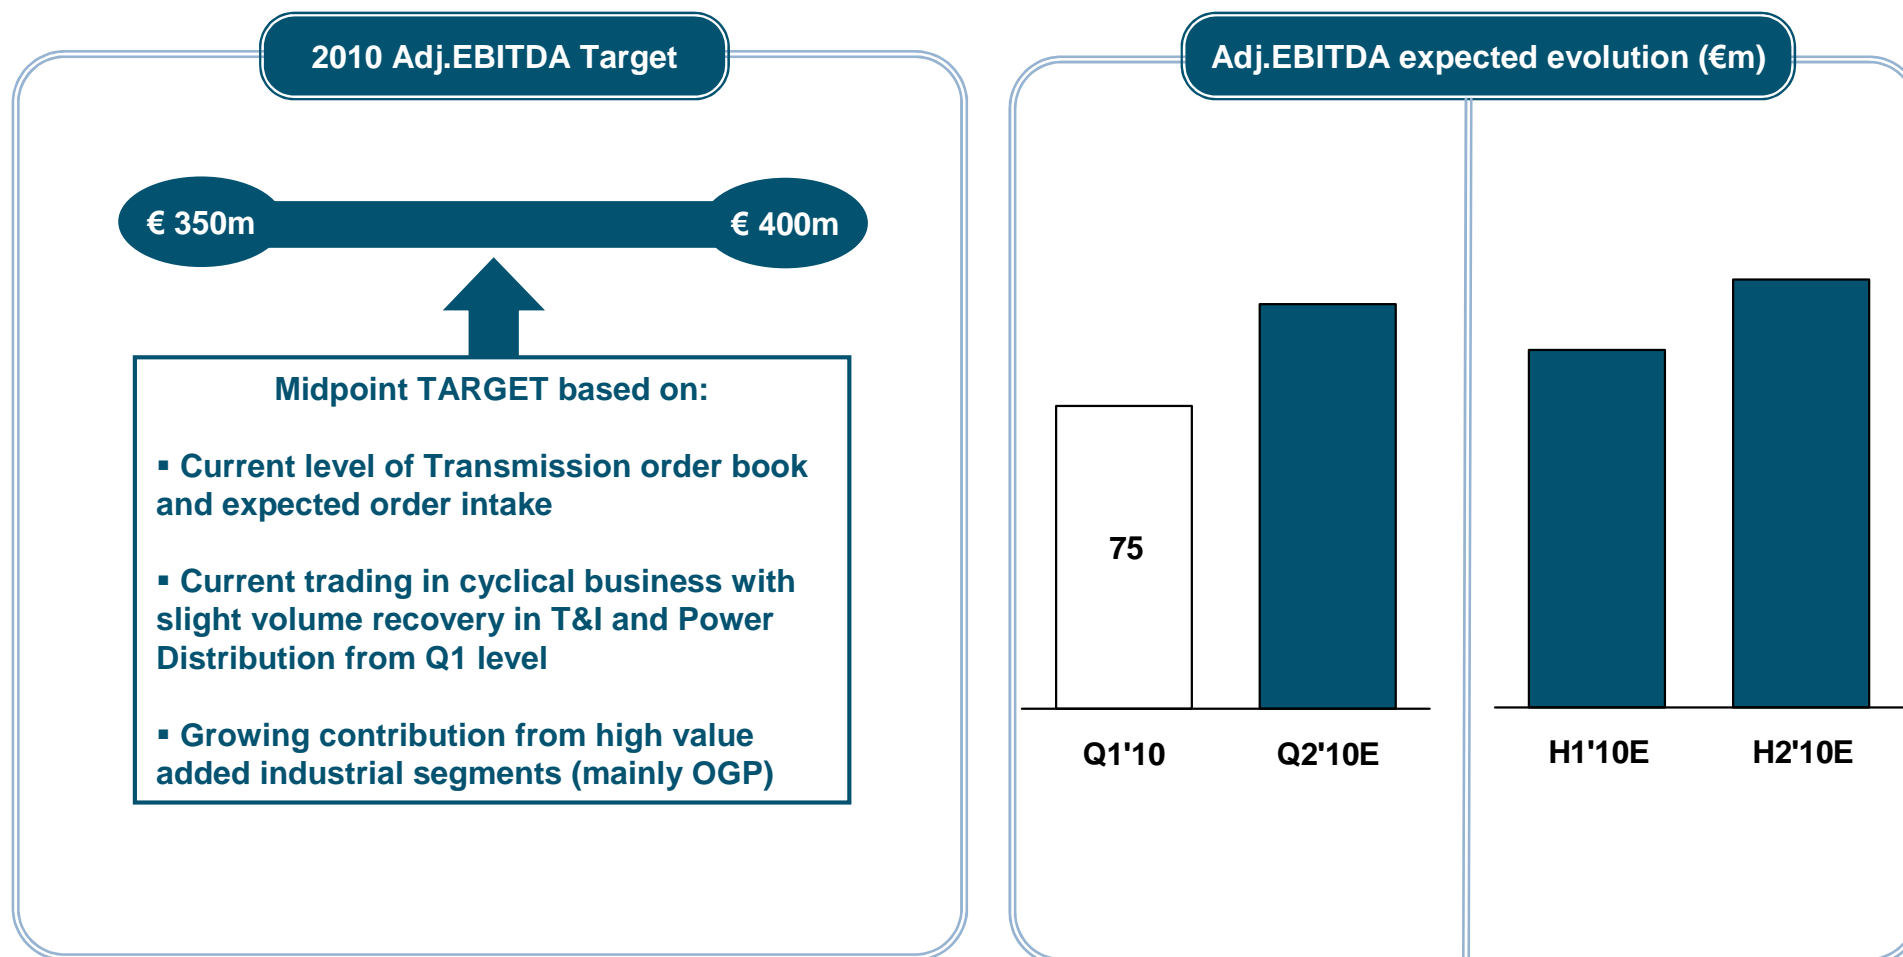 2010 Adj.EBITDA Target
€ 350m
€ 400m
Midpoint TARGET based on:
▪ Current level of Transmission order book
and expected order intake
▪ Current trading in cyclical business with
slight volume recovery in T&I and Power
Distribution from Q1 level
▪ Growing contribution from high value
added industrial segments (mainly OGP)
Adj.EBITDA expected evolution (€m)
75
Q1'10
Q2'10E
H1'10E
H2'10E